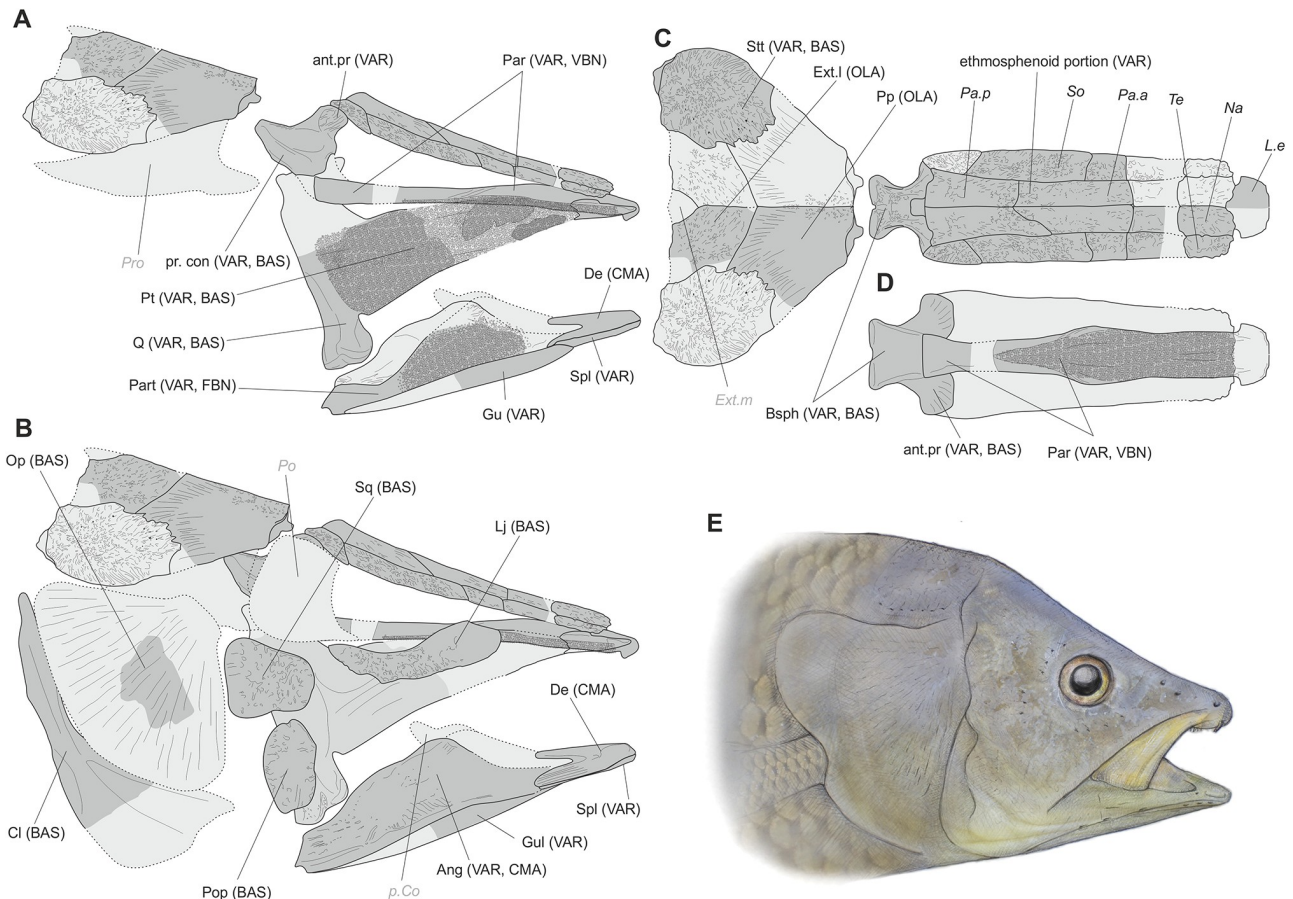 A
ant.pr (VAR)
Par (VAR, VBN)
Pro
pr. con (VAR, BAS)
Pt (VAR, BAS)
Q (VAR, BAS)
Part (VAR, FBN)
De (CMA)
Spl (VAR)
Gu (VAR)
B
Op (BAS)
Po
Sq (BAS)
Lj (BAS)
De (CMA)
Spl (VAR)
Gul (VAR)
Ang (VAR, CMA)
p.Co
Pop (BAS)
Cl (BAS)
C
Stt (VAR, BAS)
Ext.l (OLA)
Pp (OLA)
ethmosphenoid portion (VAR)
Pa.p
So
Pa.a
Te
Na
L.e
Ext.m
Bsph (VAR, BAS)
D
ant.pr (VAR, BAS)
Par (VAR, VBN)
E